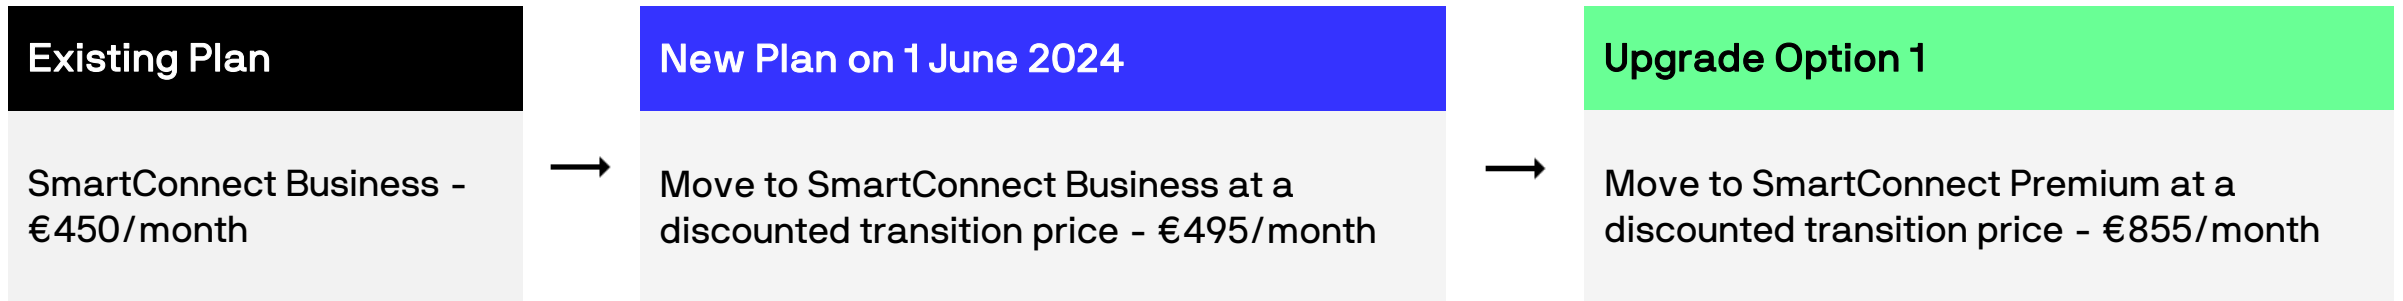 Existing Plan
SmartConnect Business -
€450/month
New Plan on 1 June 2024
Move to SmartConnect Business at a
discounted transition price - €495/month
Upgrade Option 1
Move to SmartConnect Premium at a
discounted transition price - €855/month